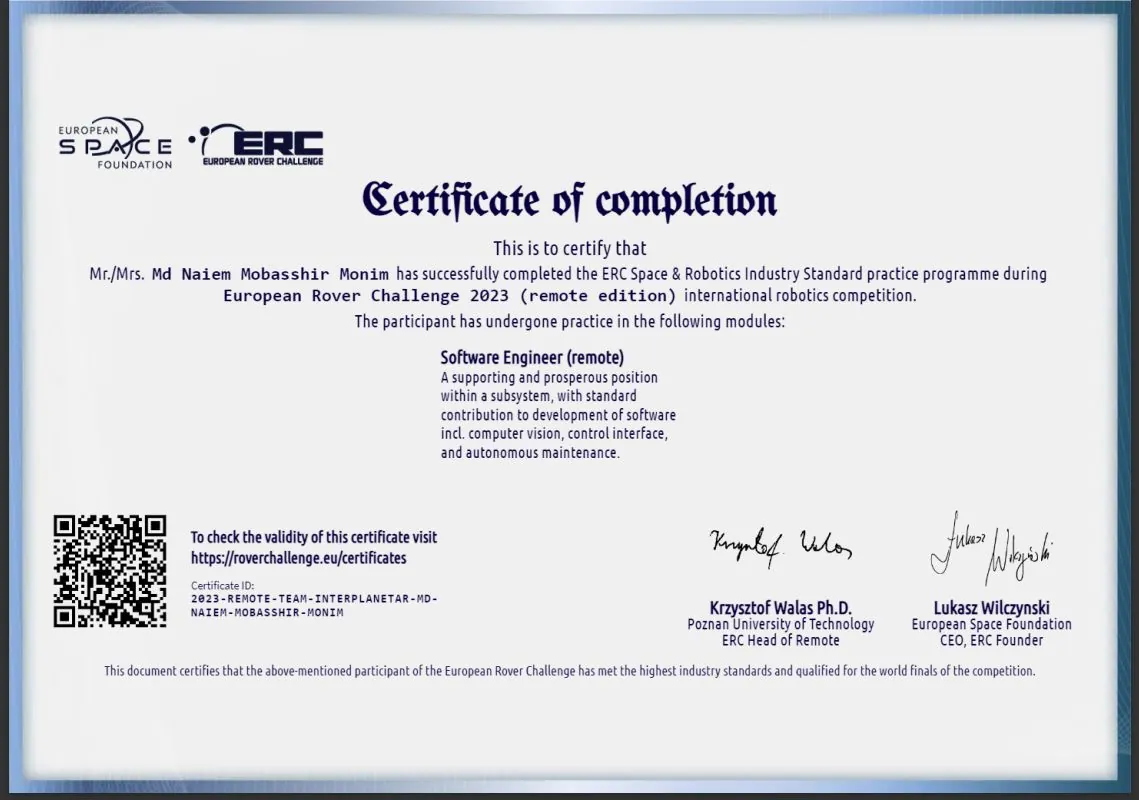 EUROPEAN
SPACE
FOUNDATION
ERC
EUROPEAN ROVER CHALLENGE
Certificate of completion
This is to certify that
Mr./Mrs. Md Naiem Mobasshir Monim has successfully completed the ERC Space & Robotics Industry Standard practice programme during
European Rover Challenge 2023 (remote edition) international robotics competition.
The participant has undergone practice in the following modules:
Software Engineer (remote)
A supporting and prosperous position
within a subsystem, with standard
contribution to development of software
incl. computer vision, control interface,
and autonomous maintenance.
To check the validity of this certificate visit
https://roverchallenge.eu/certificates
Certificate ID:
2023-REMOTE-TEAM-INTERPLANETAR-MD-
NAIEM-MOBASSHIR-MONIM
Krzysztof Walas
Krzysztof Walas Ph.D.
Poznan University of Technology
ERC Head of Remote
Łukasz Wilczyński
Lukasz Wilczynski
European Space Foundation
CEO, ERC Founder
This document certifies that the above-mentioned participant of the European Rover Challenge has met the highest industry standards and qualified for the world finals of the competition.